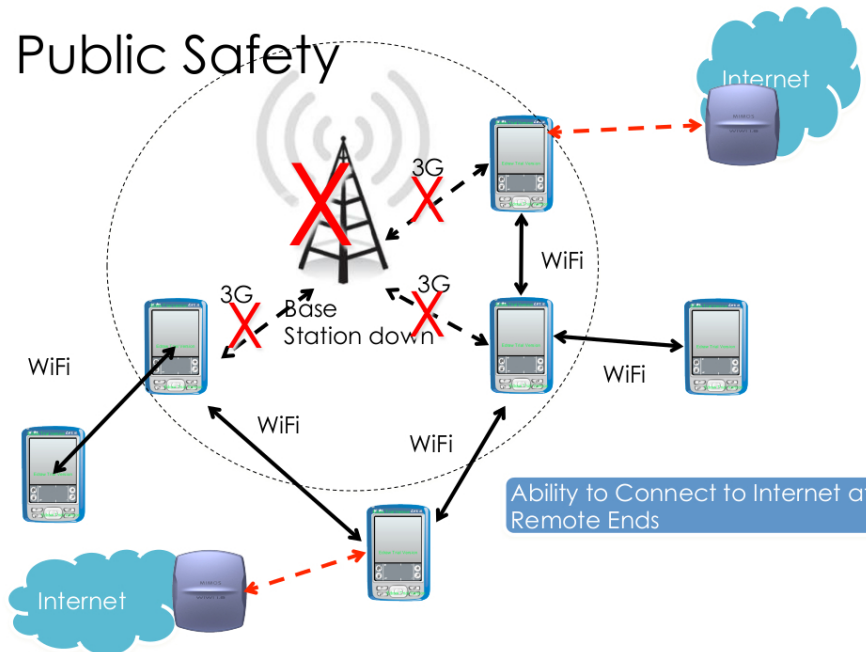 Public Safety
Internet
3G
WiFi
3G
3G
Base
Station down
WiFi
WiFi
WiFi
WiFi
Ability to Connect to Internet at
Remote Ends
Internet